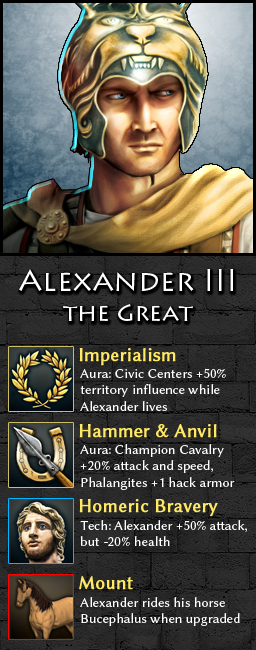 Alexander III
the Great
Imperialism
Aura: Civic Centers +50%
territory influence while
Alexander lives
Hammer & Anvil
Aura: Champion Cavalry
+20% attack and speed,
Phalangites +1 hack armor
Homeric Bravery
Tech: Alexander +50% attack,
but -20% health
Mount
Alexander rides his horse
Bucephalus when upgraded